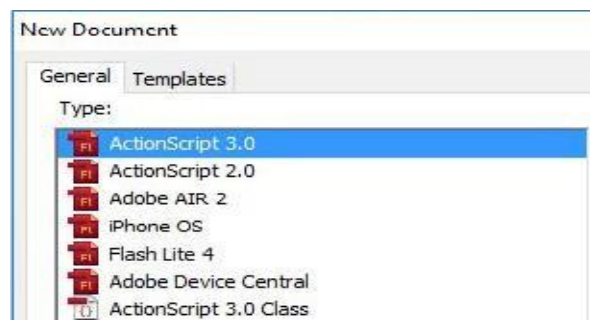 New Document
General Templates
Type:
ActionScript 3.0
ActionScript 2.0
Adobe AIR 2
iPhone OS
Flash Lite 4
Adobe Device Central
ActionScript 3.0 Class